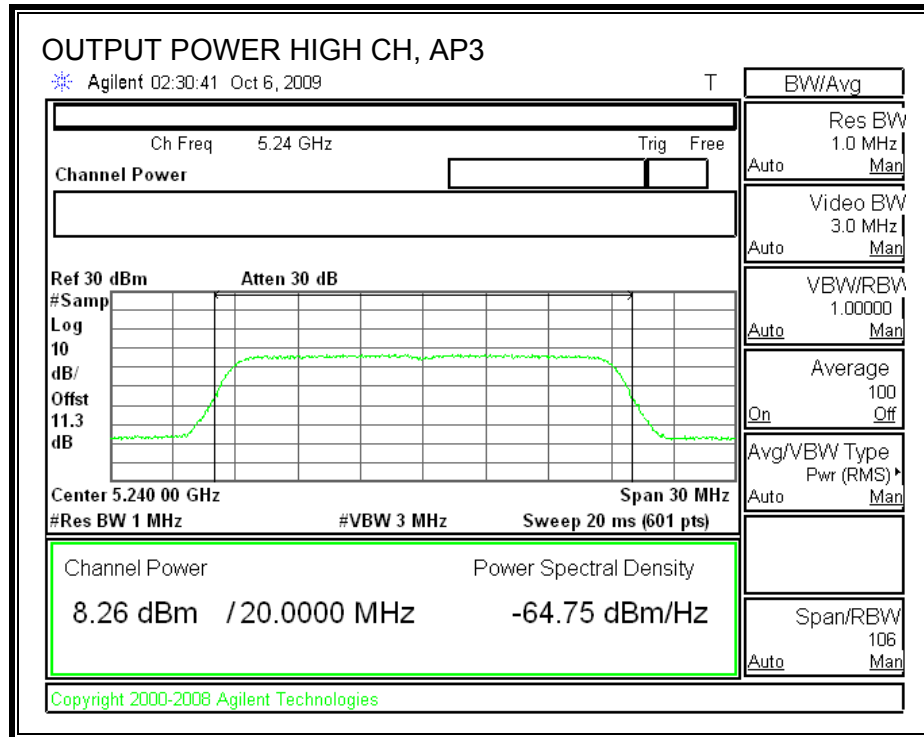 OUTPUT POWER HIGH CH, AP3
Agilent 02:30:41 Oct 6, 2009 T
Ch Freq 5.24 GHz Trig Free
Channel Power
Ref 30 dBm Atten 30 dB
#Samp
Log
10
dB/
Offst
11.3
dB
Center 5.240 00 GHz Span 30 MHz
#Res BW 1 MHz #VBW 3 MHz Sweep 20 ms (601 pts)
Channel Power Power Spectral Density
8.26 dBm / 20.0000 MHz -64.75 dBm/Hz
Copyright 2000-2008 Agilent Technologies
BW/Avg
Res BW
1.0 MHz
Auto Man
Video BW
3.0 MHz
Auto Man
VBW/RBW
1.00000
Auto Man
Average
100
On Off
Avg/VBW Type
Pwr (RMS)
Auto Man
Span/RBW
106
Auto Man